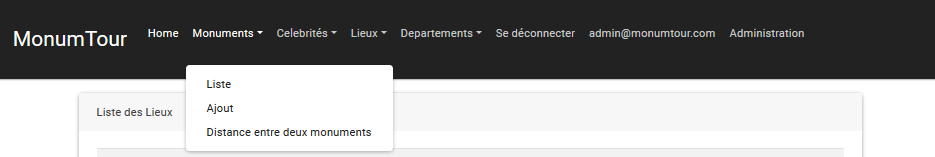 MonumTour Home Monuments Celebrités Lieux Departements Se déconnecter admin@monumtour.com Administration
Liste
Liste des Lieux
Ajout
Distance entre deux monuments